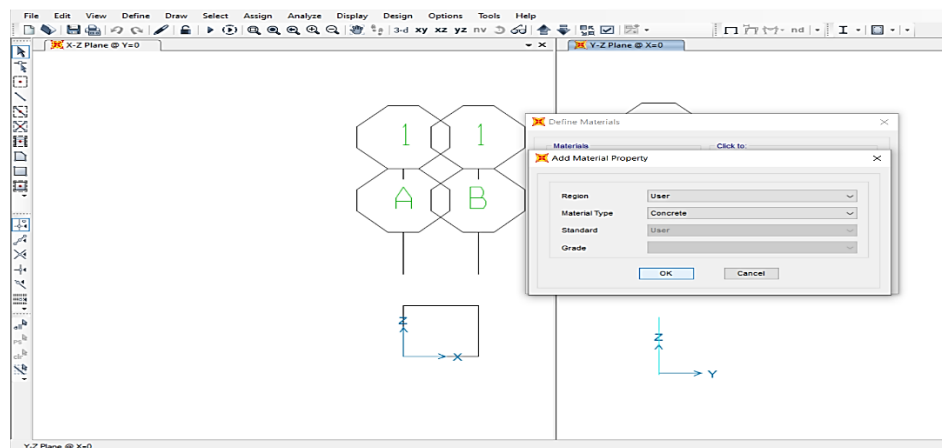 File Edit View Define Draw Select Assign Analyze Display Design Options Tools Help
3-d xy xz yz nv
nd
X-Z Plane @ Y=0
Y-Z Plane @ X=0
1 1
A B
Z
X
Z
Y
Define Materials
Materials Click to:
Add Material Property
Region User
Material Type Concrete
Standard User
Grade
OK Cancel
Y-Z Plane @ X=0